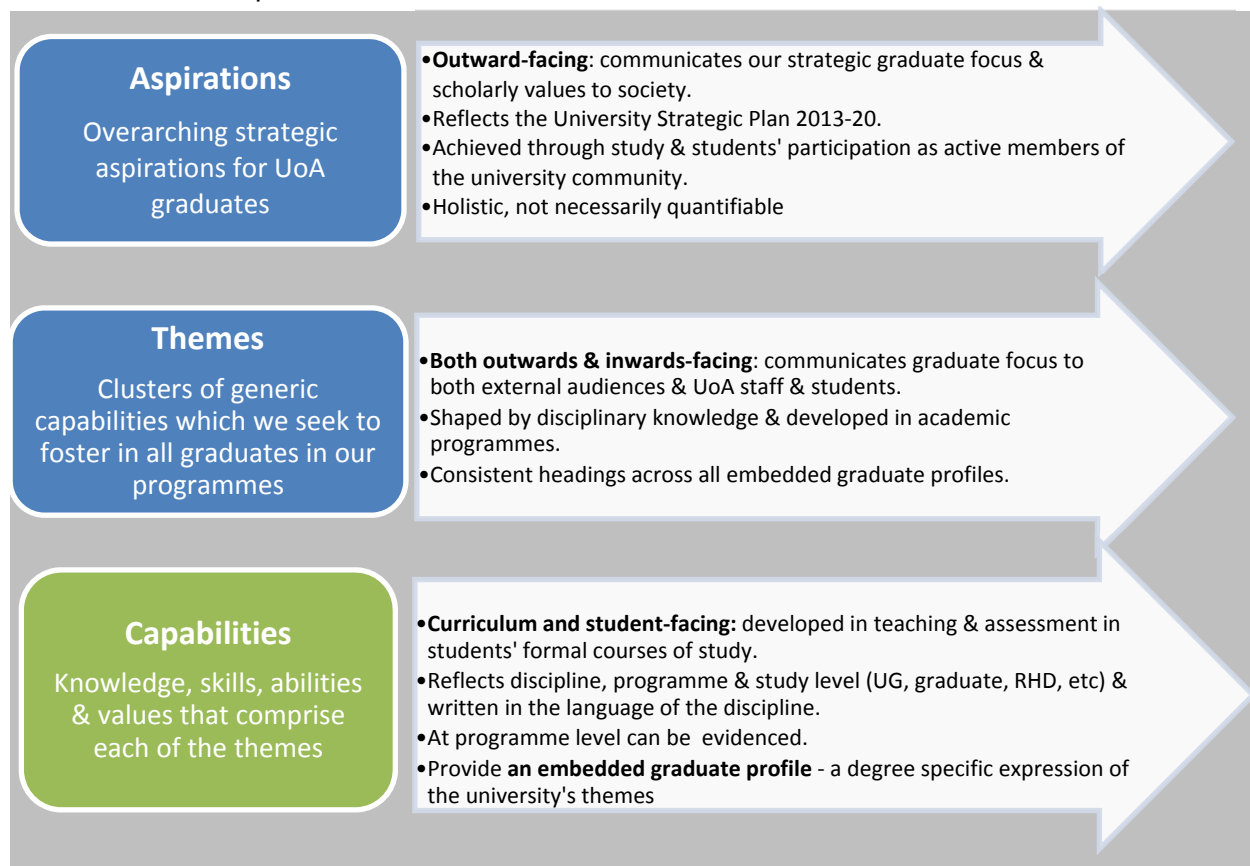 Aspirations
Overarching strategic
aspirations for UoA
graduates
•Outward-facing: communicates our strategic graduate focus &
scholarly values to society.
•Reflects the University Strategic Plan 2013-20.
•Achieved through study & students' participation as active members of
the university community.
•Holistic, not necessarily quantifiable
Themes
Clusters of generic
capabilities which we seek to
foster in all graduates in our
programmes
•Both outwards & inwards-facing: communicates graduate focus to
both external audiences & UoA staff & students.
•Shaped by disciplinary knowledge & developed in academic
programmes.
•Consistent headings across all embedded graduate profiles.
Capabilities
Knowledge, skills, abilities
& values that comprise
each of the themes
•Curriculum and student-facing: developed in teaching & assessment in
students' formal courses of study.
•Reflects discipline, programme & study level (UG, graduate, RHD, etc) &
written in the language of the discipline.
•At programme level can be  evidenced.
•Provide an embedded graduate profile - a degree specific expression of
the university's themes